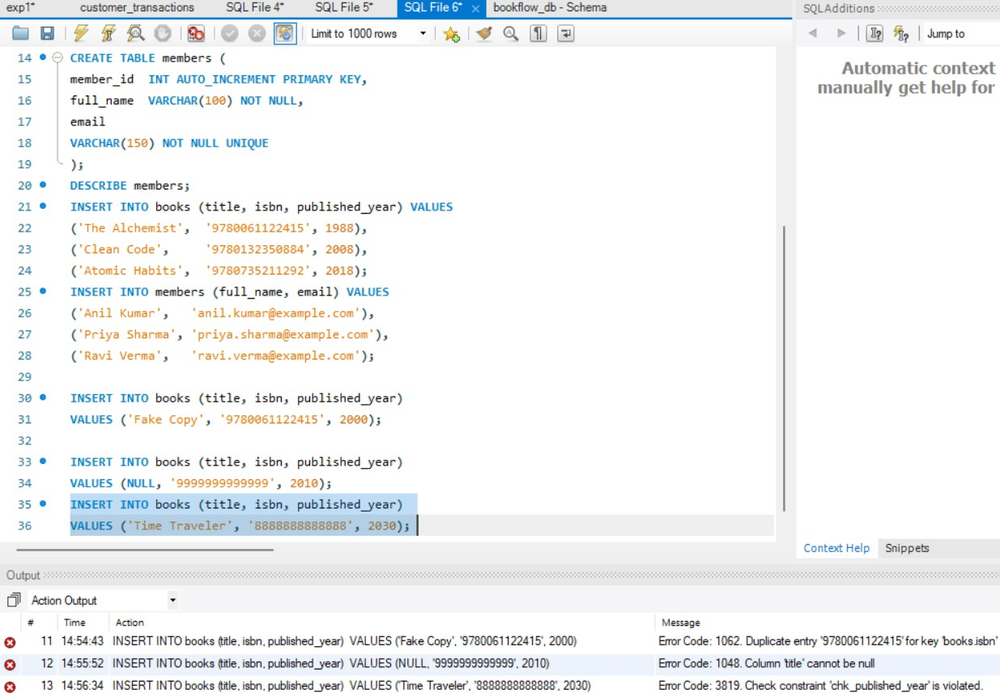 exp1*   customer_transactions   SQL File 4*   SQL File 5*   SQL File 6*   bookflow_db - Schema
SQLAdditions
Limit to 1000 rows
Jump to
Automatic context
manually get help for
14 CREATE TABLE members (
15 member_id  INT AUTO_INCREMENT PRIMARY KEY,
16 full_name  VARCHAR(100) NOT NULL,
17 email
18 VARCHAR(150) NOT NULL UNIQUE
19 );
20 DESCRIBE members;
21 INSERT INTO books (title, isbn, published_year) VALUES
22 ('The Alchemist',  '9780061122415', 1988),
23 ('Clean Code',     '9780132350884', 2008),
24 ('Atomic Habits',  '9780735211292', 2018);
25 INSERT INTO members (full_name, email) VALUES
26 ('Anil Kumar',   'anil.kumar@example.com'),
27 ('Priya Sharma', 'priya.sharma@example.com'),
28 ('Ravi Verma',   'ravi.verma@example.com');
29
30 INSERT INTO books (title, isbn, published_year)
31 VALUES ('Fake Copy', '9780061122415', 2000);
32
33 INSERT INTO books (title, isbn, published_year)
34 VALUES (NULL, '9999999999999', 2010);
35 INSERT INTO books (title, isbn, published_year)
36 VALUES ('Time Traveler', '8888888888888', 2030);
Context Help   Snippets
Output
Action Output
#   Time   Action   Message
11 14:54:43 INSERT INTO books (title, isbn, published_year)  VALUES ('Fake Copy', '9780061122415', 2000)   Error Code: 1062. Duplicate entry '9780061122415' for key 'books.isbn'
12 14:55:52 INSERT INTO books (title, isbn, published_year)  VALUES (NULL, '9999999999999', 2010)   Error Code: 1048. Column 'title' cannot be null
13 14:56:34 INSERT INTO books (title, isbn, published_year)  VALUES ('Time Traveler', '8888888888888', 2030)   Error Code: 3819. Check constraint 'chk_published_year' is violated.